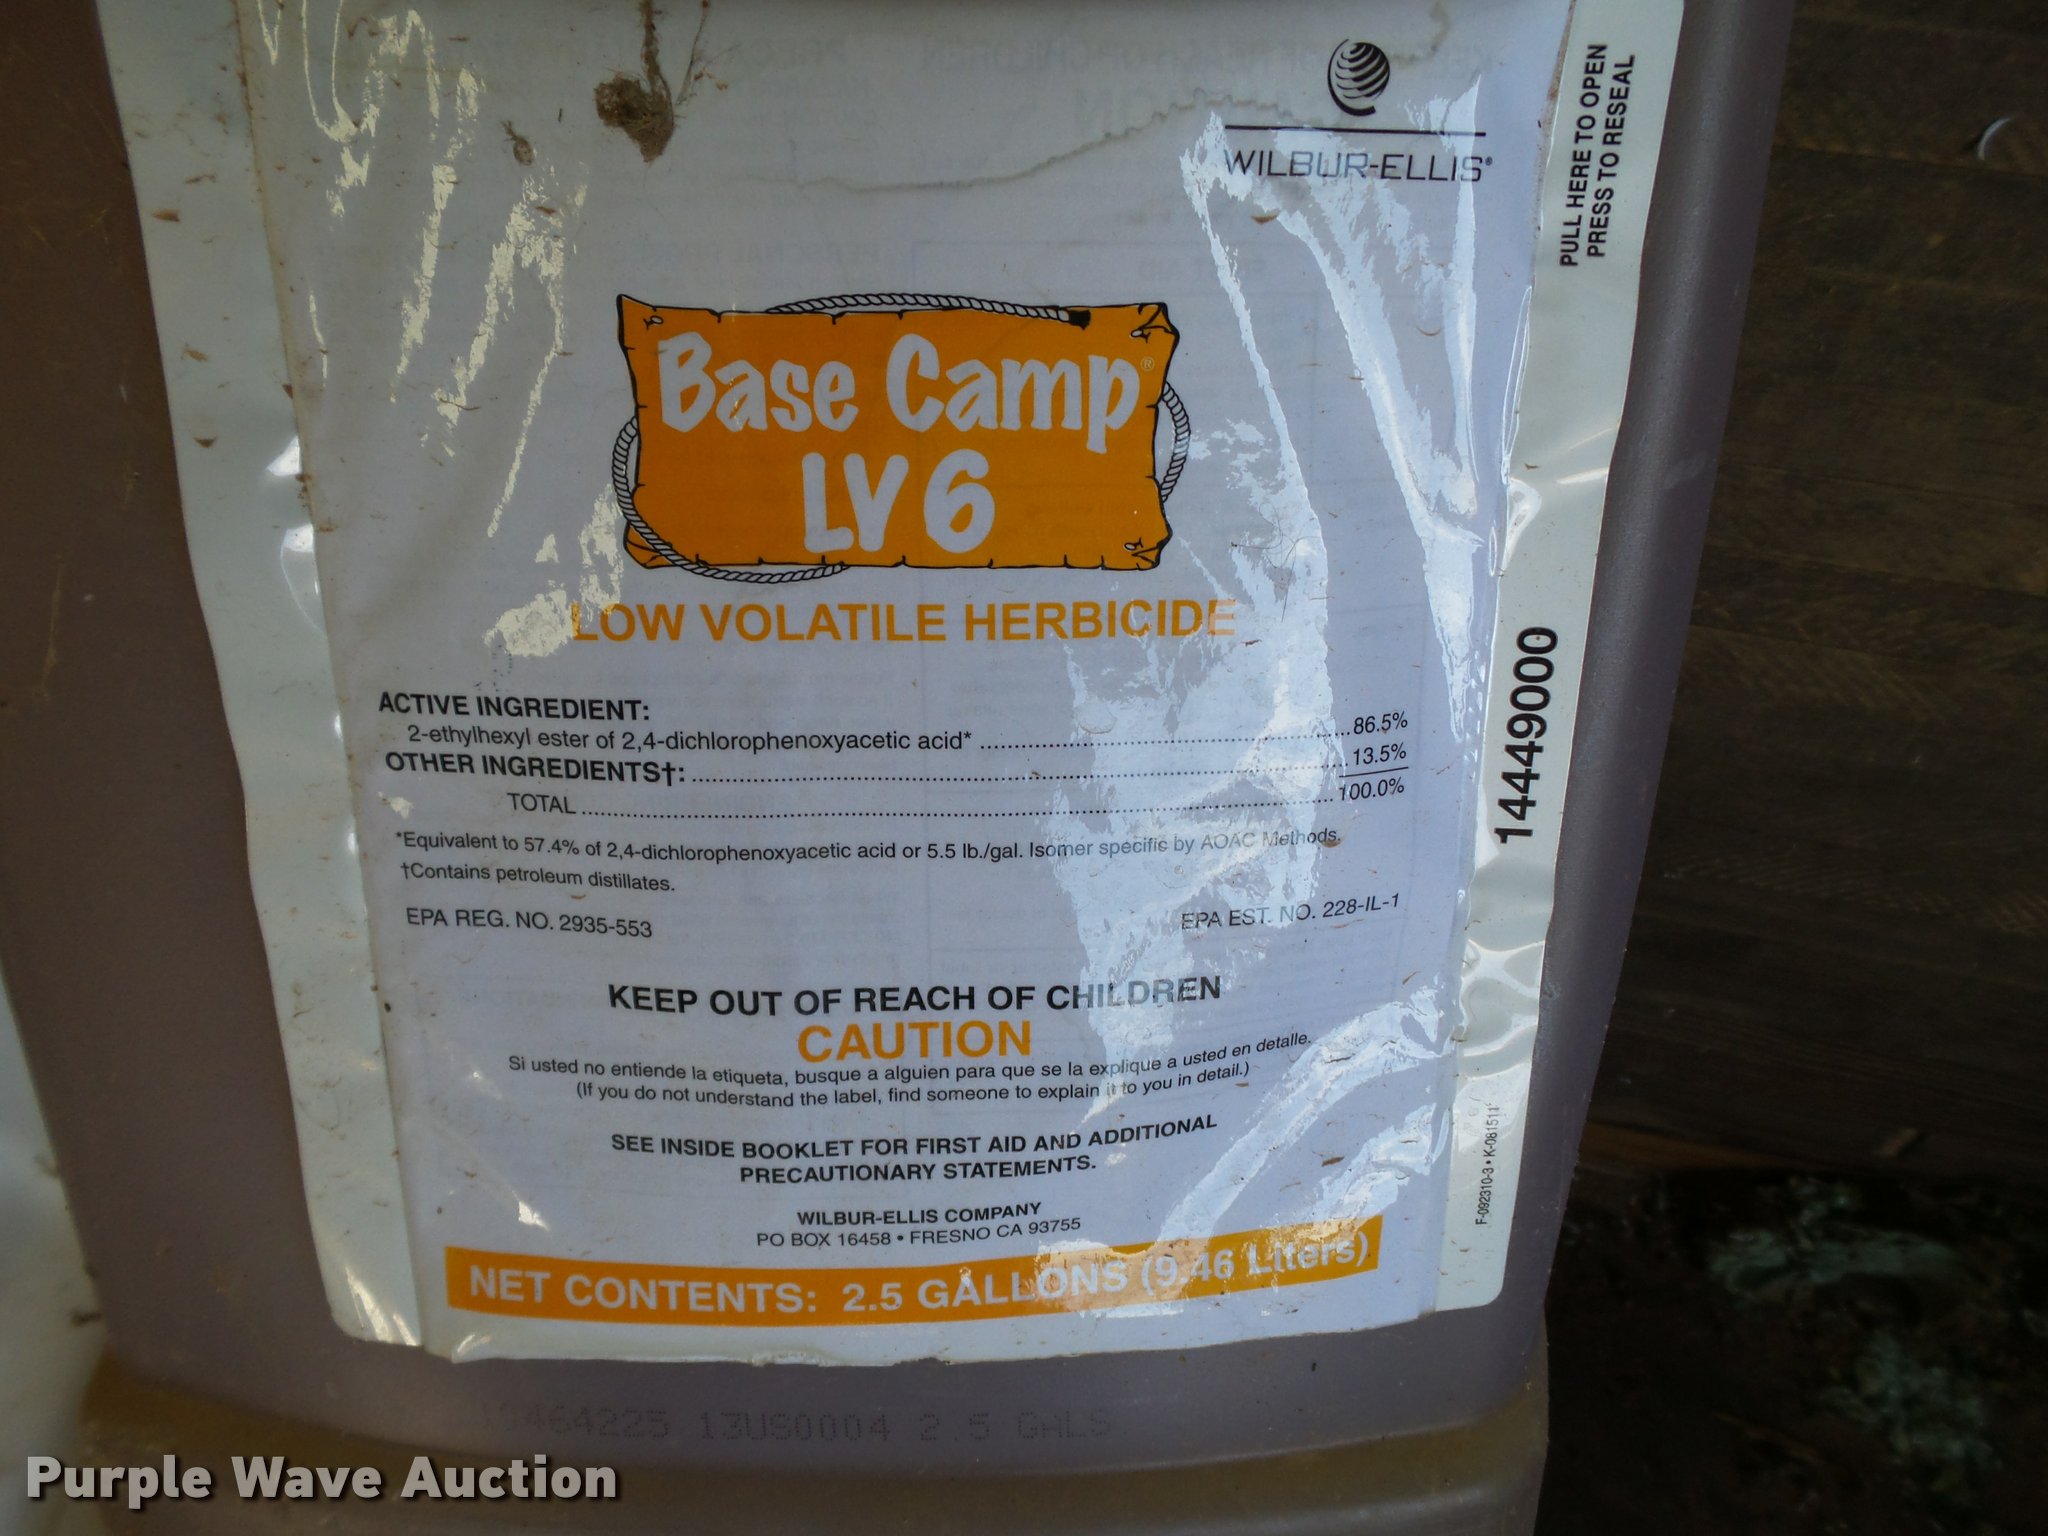 WILBUR-ELLIS®
PULL HERE TO OPEN
PRESS TO RESEAL
Base Camp®
LV 6
LOW VOLATILE HERBICIDE
ACTIVE INGREDIENT:
2-ethylhexyl ester of 2,4-dichlorophenoxyacetic acid* ........ 86.5%
OTHER INGREDIENTS†: ........ 13.5%
TOTAL ........ 100.0%
*Equivalent to 57.4% of 2,4-dichlorophenoxyacetic acid or 5.5 lb./gal. Isomer specific by AOAC Methods.
†Contains petroleum distillates.
EPA REG. NO. 2935-553 EPA EST. NO. 228-IL-1
14449000
KEEP OUT OF REACH OF CHILDREN
CAUTION
Si usted no entiende la etiqueta, busque a alguien para que se la explique a usted en detalle.
(If you do not understand the label, find someone to explain it to you in detail.)
SEE INSIDE BOOKLET FOR FIRST AID AND ADDITIONAL
PRECAUTIONARY STATEMENTS.
WILBUR-ELLIS COMPANY
PO BOX 16458 • FRESNO CA 93755
F-092310-3 • K-081511
NET CONTENTS: 2.5 GALLONS (9.46 Liters)
13US0004 2.5 GALS
Purple Wave Auction